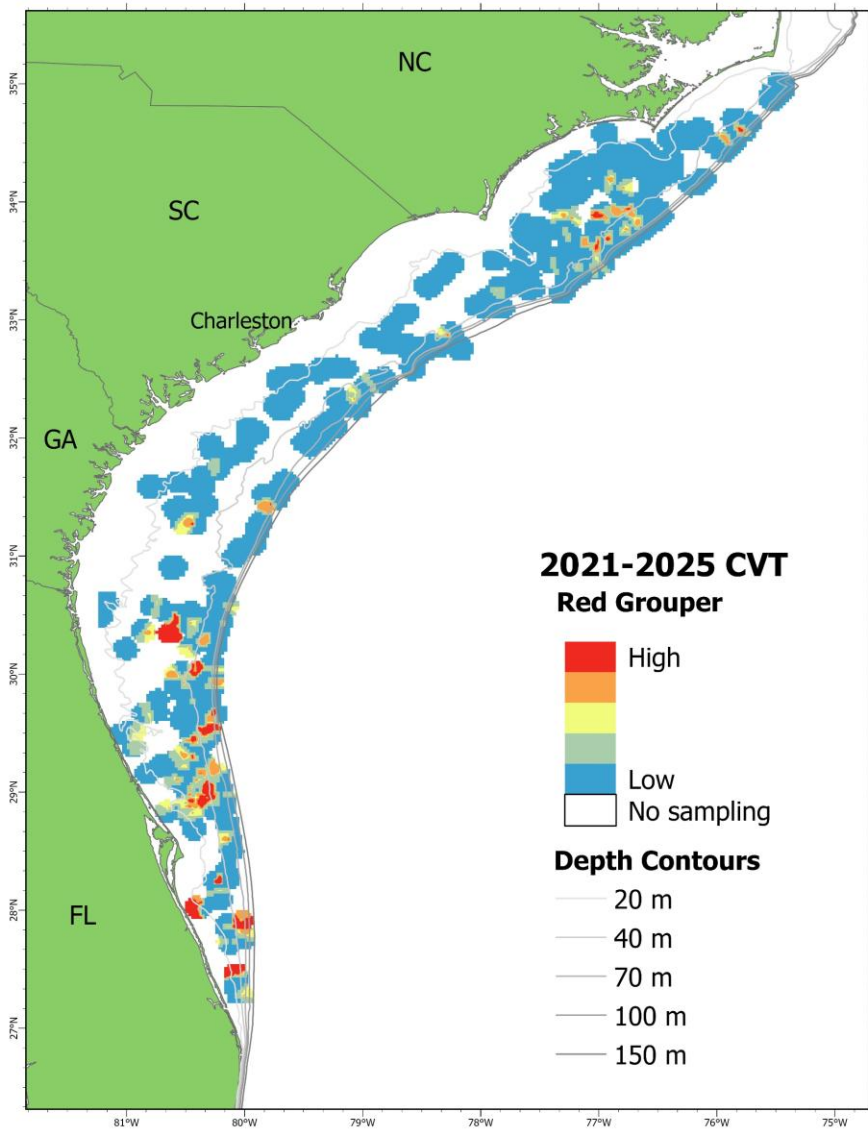 NC
SC
Charleston
GA
FL
35°N
34°N
33°N
32°N
31°N
30°N
29°N
28°N
27°N
81°W
80°W
79°W
78°W
77°W
76°W
75°W
2021-2025 CVT
Red Grouper
High
Low
No sampling
Depth Contours
20 m
40 m
70 m
100 m
150 m